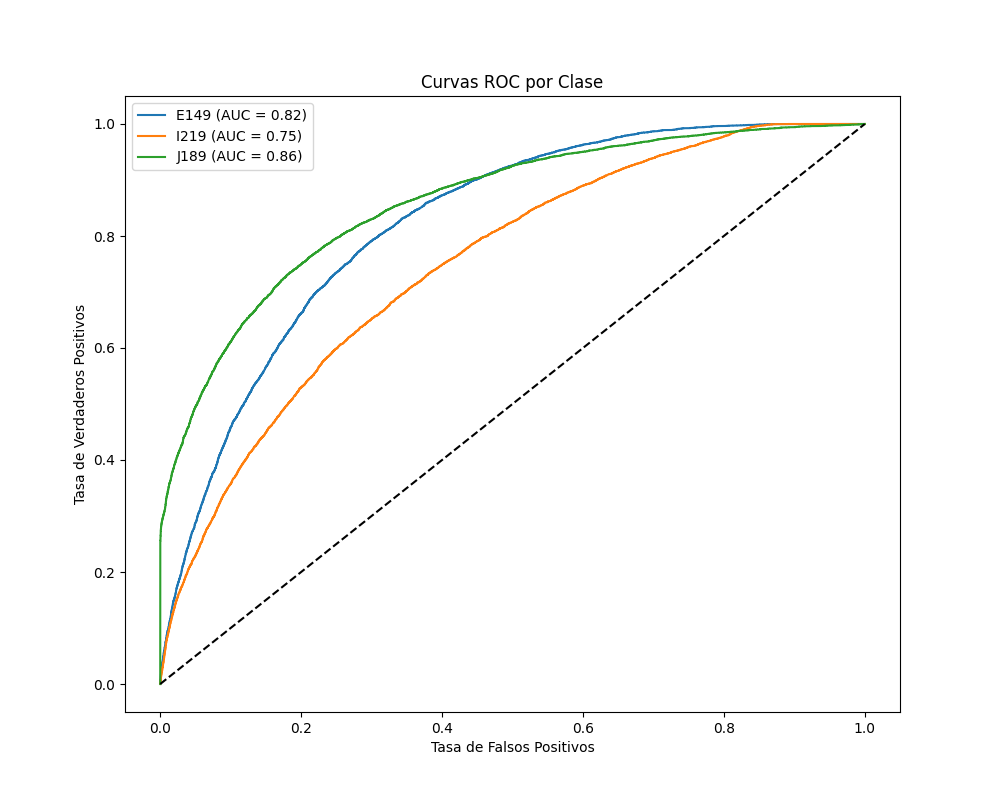 Curvas ROC por Clase
E149 (AUC = 0.82)
I219 (AUC = 0.75)
J189 (AUC = 0.86)
1.0
0.8
0.6
0.4
0.2
0.0
Tasa de Verdaderos Positivos
0.0 0.2 0.4 0.6 0.8 1.0
Tasa de Falsos Positivos